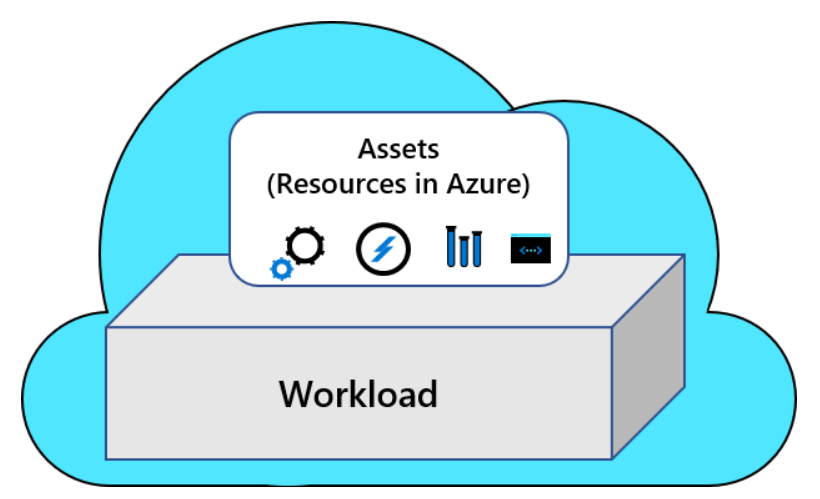 Assets
(Resources in Azure)
Workload